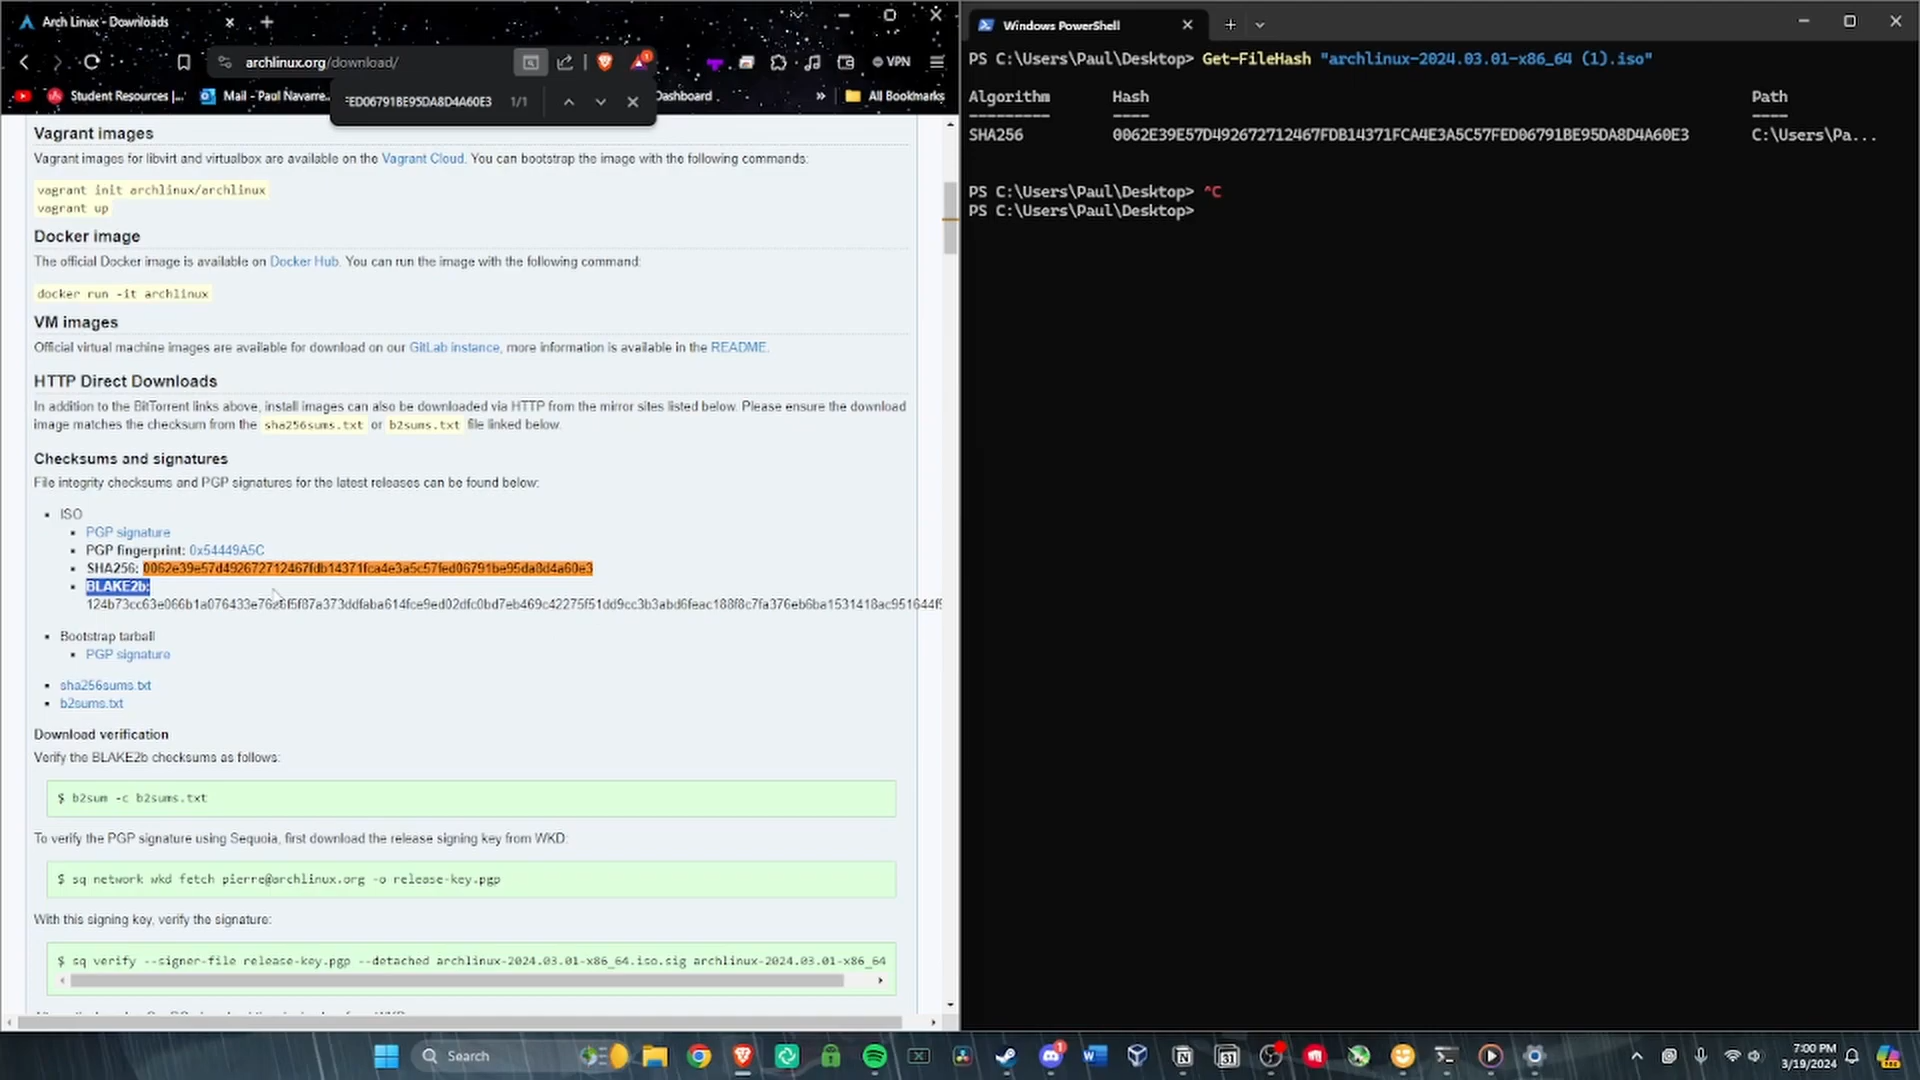 Arch Linux - Downloads
archlinux.org/download/
VPN
Student Resources |...
Mail - Paul Navarre...
Dashboard
»
All Bookmarks
FED06791BE95DA8D4A60E3 1/1
Vagrant images
Vagrant images for libvirt and virtualbox are available on the Vagrant Cloud. You can bootstrap the image with the following commands:
vagrant init archlinux/archlinux
vagrant up
Docker image
The official Docker image is available on Docker Hub. You can run the image with the following command:
docker run -it archlinux
VM images
Official virtual machine images are available for download on our GitLab instance, more information is available in the README.
HTTP Direct Downloads
In addition to the BitTorrent links above, install images can also be downloaded via HTTP from the mirror sites listed below. Please ensure the download
image matches the checksum from the sha256sums.txt or b2sums.txt file linked below.
Checksums and signatures
File integrity checksums and PGP signatures for the latest releases can be found below:
ISO
PGP signature
PGP fingerprint: 0x54449A5C
SHA256: 0062e39e57d492672712467fdb14371fca4e3a5c57fed06791be95da8d4a60e3
BLAKE2b:
Bootstrap tarball
PGP signature
sha256sums.txt
b2sums.txt
Download verification
Verify the BLAKE2b checksums as follows:
$ b2sum -c b2sums.txt
To verify the PGP signature using Sequoia, first download the release signing key from WKD:
$ sq network wkd fetch pierre@archlinux.org -o release-key.pgp
With this signing key, verify the signature:
$ sq verify --signer-file release-key.pgp --detached archlinux-2024.03.01-x86_64.iso.sig archlinux-2024.03.01-x86_64
Windows PowerShell
PS C:\Users\Paul\Desktop> Get-FileHash "archlinux-2024.03.01-x86_64 (1).iso"
Algorithm Hash Path
--------- ---- ----
SHA256 0062E39E57D492672712467FDB14371FCA4E3A5C57FED06791BE95DA8D4A60E3 C:\Users\Pa...
PS C:\Users\Paul\Desktop> ^C
PS C:\Users\Paul\Desktop>
Search
7:00 PM
3/19/2024